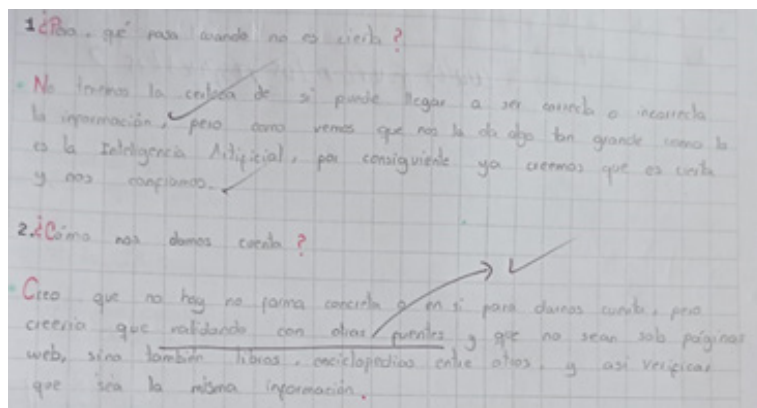 1 ¿Pero, qué pasa cuando no es cierta?
• No tenemos la certeza de si puede llegar a ser correcta o incorrecta
la información, pero como vemos que nos la da algo tan grande como lo
es la Inteligencia Artificial, por consiguiente ya creemos que es cierta
y nos confiamos.
2. ¿Cómo nos damos cuenta?
• Creo que no hay no forma concreta o en si para darnos cuenta, pero
creería que validando con otras fuentes y que no sean solo páginas
web, sino también libros, enciclopedias entre otros, y así verificar
que sea la misma información.